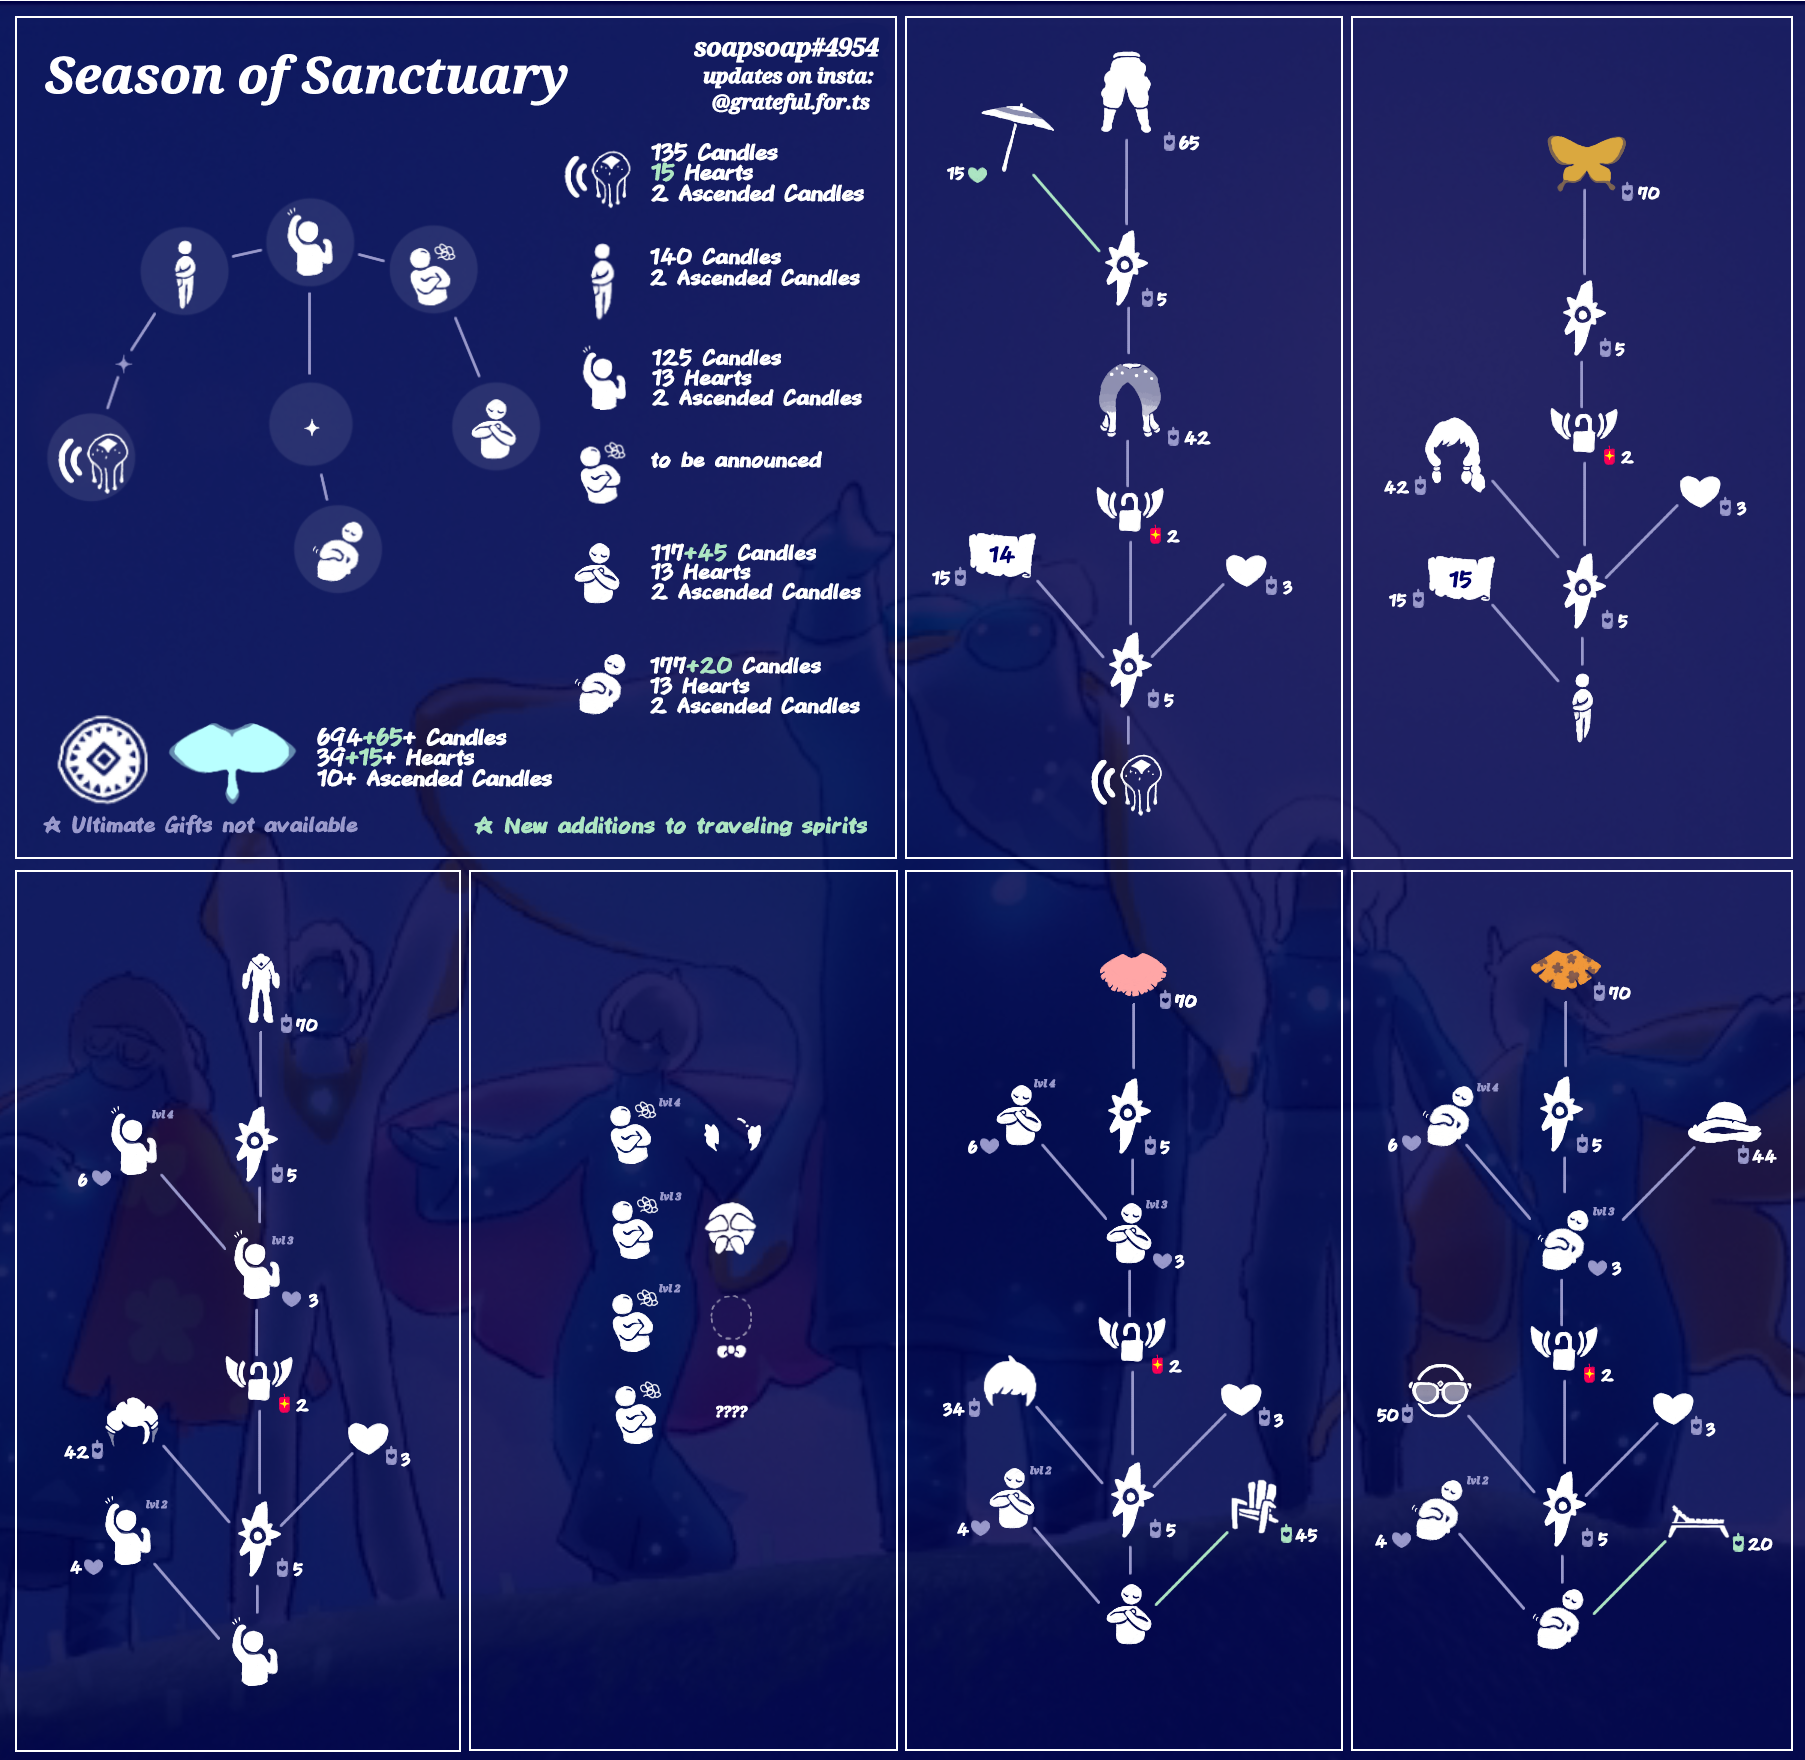 Season of Sanctuary
soapsoap#4954
updates on insta:
@grateful.for.ts
135 Candles
15 Hearts
2 Ascended Candles
140 Candles
2 Ascended Candles
125 Candles
13 Hearts
2 Ascended Candles
to be announced
117+45 Candles
13 Hearts
2 Ascended Candles
177+20 Candles
13 Hearts
2 Ascended Candles
694+65+ Candles
39+15+ Hearts
10+ Ascended Candles
☆ Ultimate Gifts not available
☆ New additions to traveling spirits
65
15
5
42
2
14
15
3
5
70
5
2
42
3
15
15
5
70
lvl 4
6
5
lvl 3
3
2
42
3
lvl 2
4
5
lvl 4
lvl 3
lvl 2
????
70
lvl 4
6
5
lvl 3
3
2
34
3
lvl 2
4
5
45
70
lvl 4
6
5
44
lvl 3
3
2
50
3
lvl 2
4
5
20